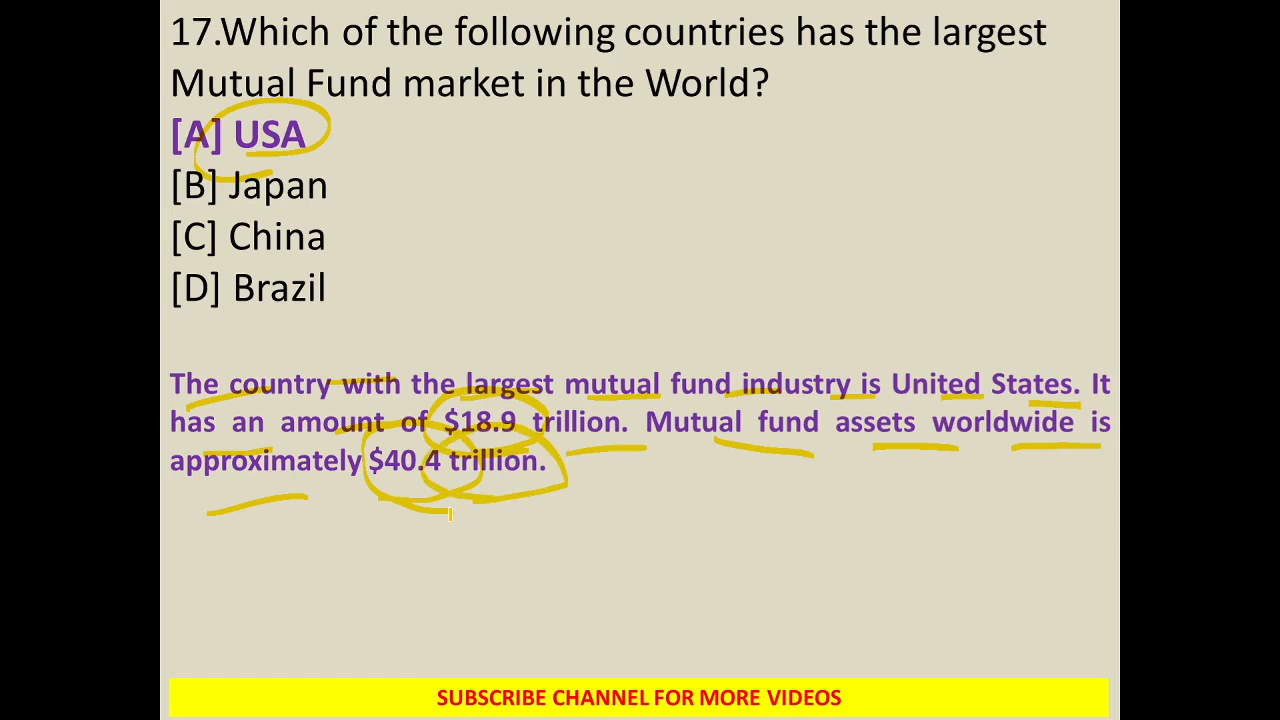 17.Which of the following countries has the largest
Mutual Fund market in the World?
[A] USA
[B] Japan
[C] China
[D] Brazil
The country with the largest mutual fund industry is United States. It
has an amount of $18.9 trillion. Mutual fund assets worldwide is
approximately $40.4 trillion.
SUBSCRIBE CHANNEL FOR MORE VIDEOS